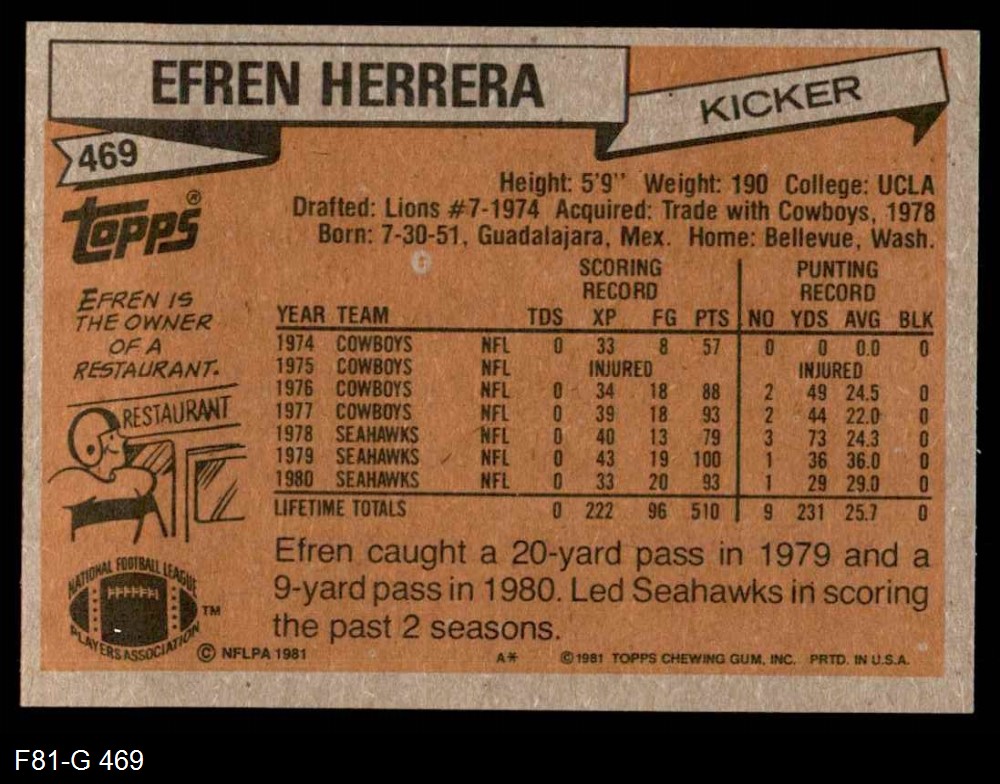 EFREN HERRERA
KICKER
469
TOPPS®
Height: 5'9" Weight: 190 College: UCLA
Drafted: Lions #7-1974 Acquired: Trade with Cowboys, 1978
Born: 7-30-51, Guadalajara, Mex. Home: Bellevue, Wash.
EFREN IS
THE OWNER
OF A
RESTAURANT.
RESTAURANT
SCORING PUNTING
RECORD RECORD
YEAR TEAM TDS XP FG PTS NO YDS AVG BLK
1974 COWBOYS NFL 0 33 8 57 0 0 0.0 0
1975 COWBOYS NFL INJURED INJURED
1976 COWBOYS NFL 0 34 18 88 2 49 24.5 0
1977 COWBOYS NFL 0 39 18 93 2 44 22.0 0
1978 SEAHAWKS NFL 0 40 13 79 3 73 24.3 0
1979 SEAHAWKS NFL 0 43 19 100 1 36 36.0 0
1980 SEAHAWKS NFL 0 33 20 93 1 29 29.0 0
LIFETIME TOTALS 0 222 96 510 9 231 25.7 0
Efren caught a 20-yard pass in 1979 and a
9-yard pass in 1980. Led Seahawks in scoring
the past 2 seasons.
NATIONAL FOOTBALL LEAGUE
PLAYERS ASSOCIATION
TM
© NFLPA 1981
A* © 1981 TOPPS CHEWING GUM, INC. PRTD. IN U.S.A.
F81-G 469